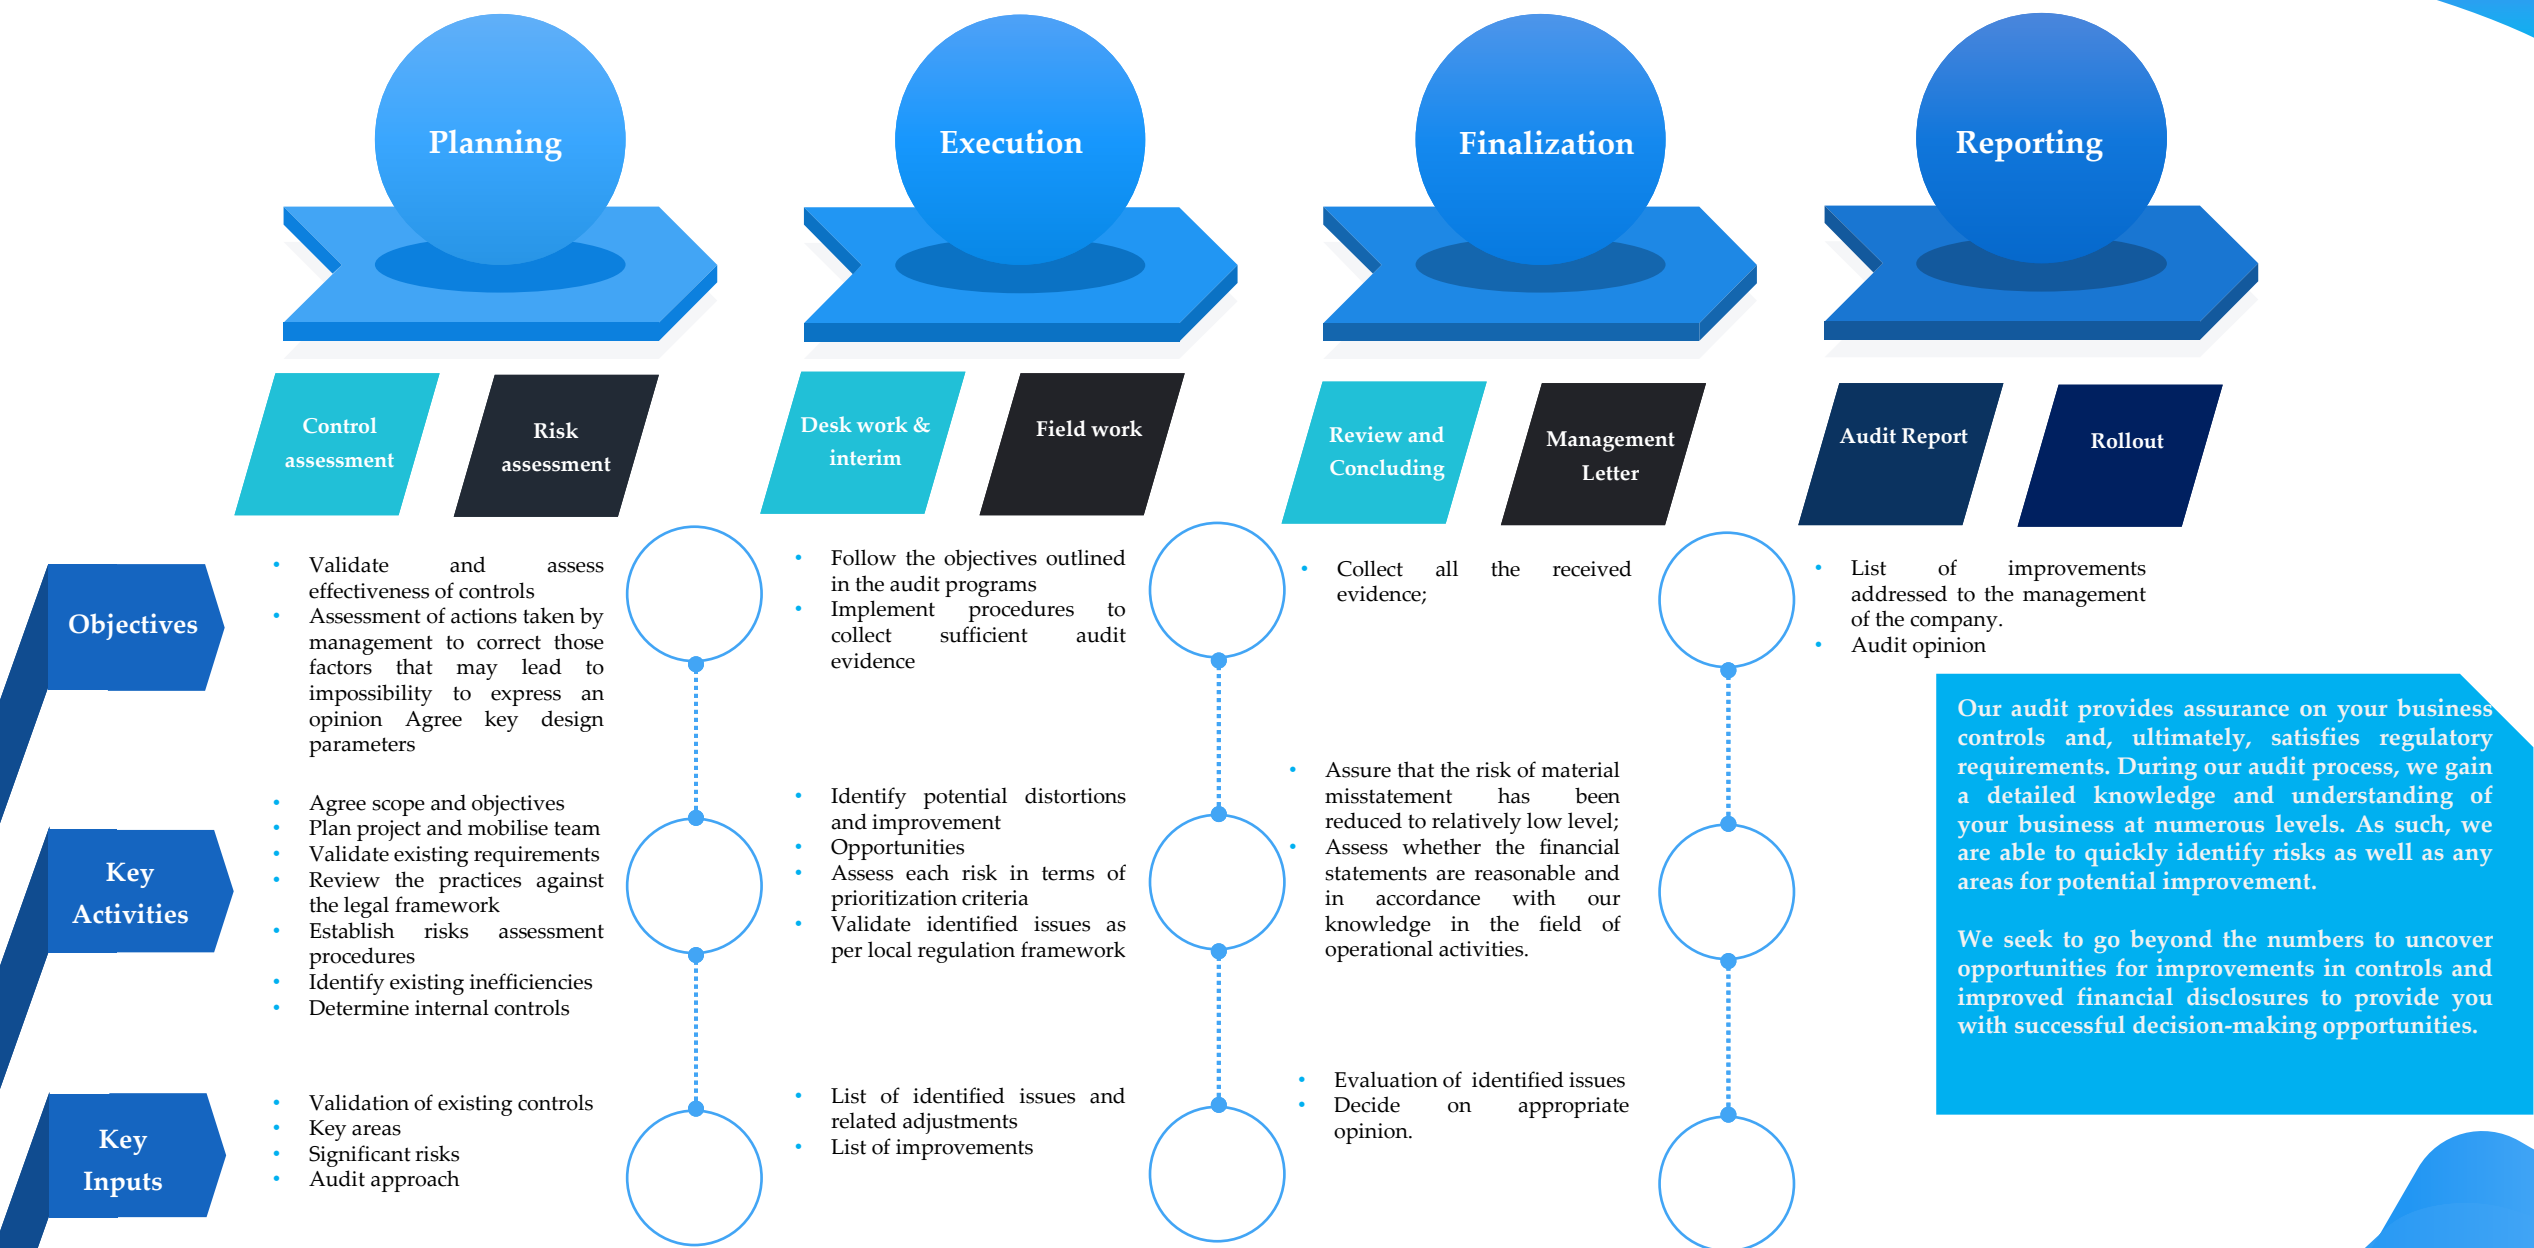 Planning
Execution
Finalization
Reporting
Control
assessment
Risk
assessment
Desk work &
interim
Field work
Review and
Concluding
Management
Letter
Audit Report
Rollout
Objectives
• Validate and assess
effectiveness of controls
• Assessment of actions taken by
management to correct those
factors that may lead to
impossibility to express an
opinion Agree key design
parameters
• Follow the objectives outlined
in the audit programs
• Implement procedures to
collect sufficient audit
evidence
• Collect all the received
evidence;
• List of improvements
addressed to the management
of the company.
• Audit opinion
Key
Activities
• Agree scope and objectives
• Plan project and mobilise team
• Validate existing requirements
• Review the practices against
the legal framework
• Establish risks assessment
procedures
• Identify existing inefficiencies
• Determine internal controls
• Identify potential distortions
and improvement
• Opportunities
• Assess each risk in terms of
prioritization criteria
• Validate identified issues as
per local regulation framework
• Assure that the risk of material
misstatement has been
reduced to relatively low level;
• Assess whether the financial
statements are reasonable and
in accordance with our
knowledge in the field of
operational activities.
Key
Inputs
• Validation of existing controls
• Key areas
• Significant risks
• Audit approach
• List of identified issues and
related adjustments
• List of improvements
• Evaluation of identified issues
• Decide on appropriate
opinion.
Our audit provides assurance on your business
controls and, ultimately, satisfies regulatory
requirements. During our audit process, we gain
a detailed knowledge and understanding of
your business at numerous levels. As such, we
are able to quickly identify risks as well as any
areas for potential improvement.
We seek to go beyond the numbers to uncover
opportunities for improvements in controls and
improved financial disclosures to provide you
with successful decision-making opportunities.